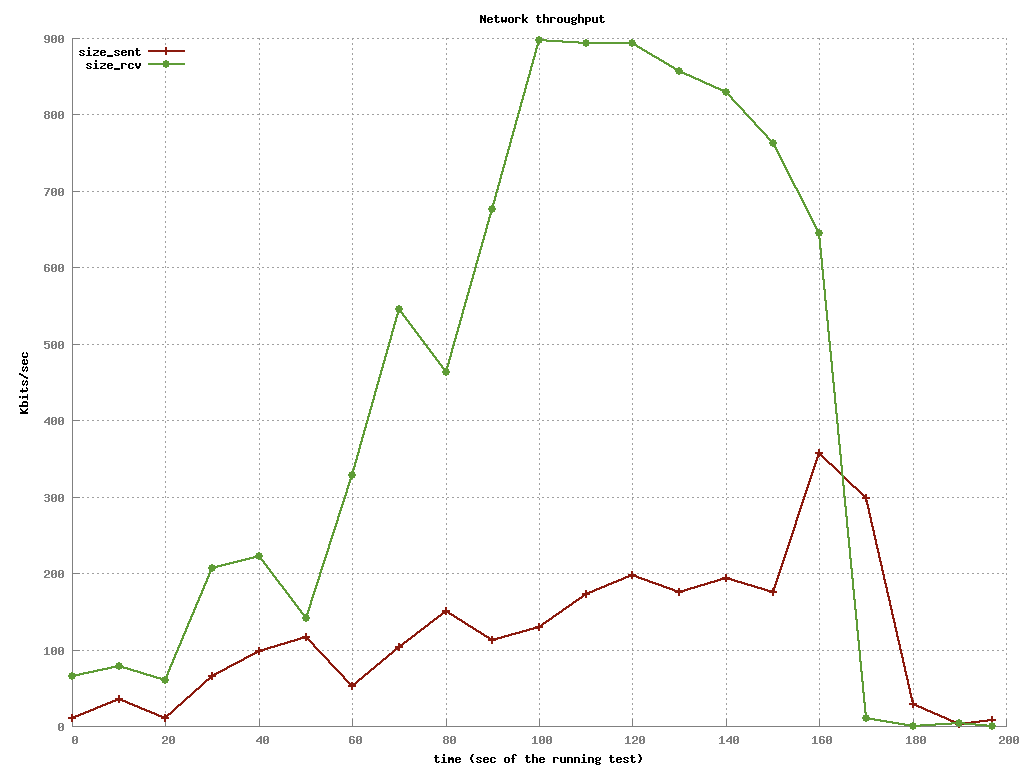 Network throughput
size_sent
size_rcv
900
800
700
600
500
400
300
200
100
0
Kbits/sec
0 20 40 60 80 100 120 140 160 180 200
time (sec of the running test)